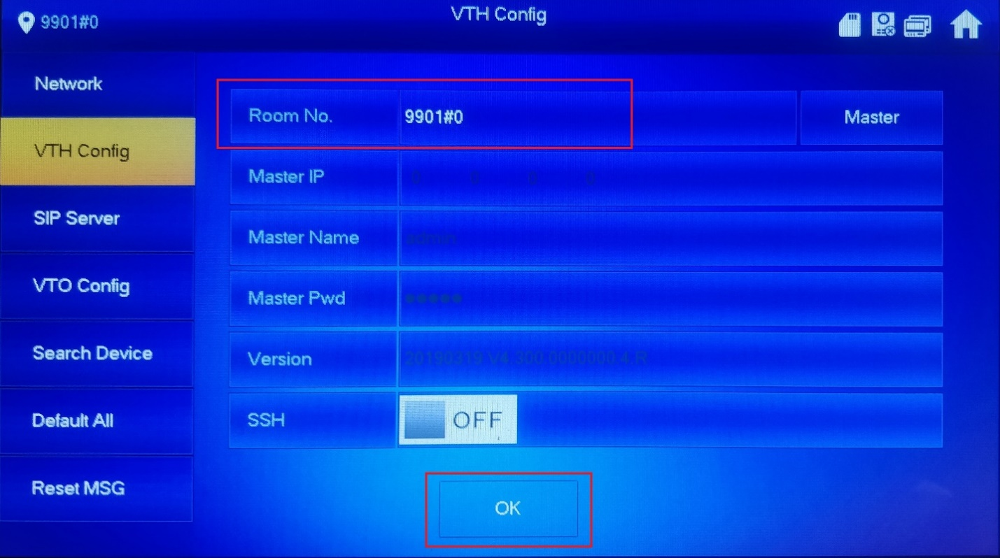 9901#0
VTH Config
Network
VTH Config
SIP Server
VTO Config
Search Device
Default All
Reset MSG
Room No. 9901#0 Master
Master IP 0 0 0 0
Master Name admin
Master Pwd ●●●●●
Version 20190319 V4.300.0000000.4.R
SSH OFF
OK